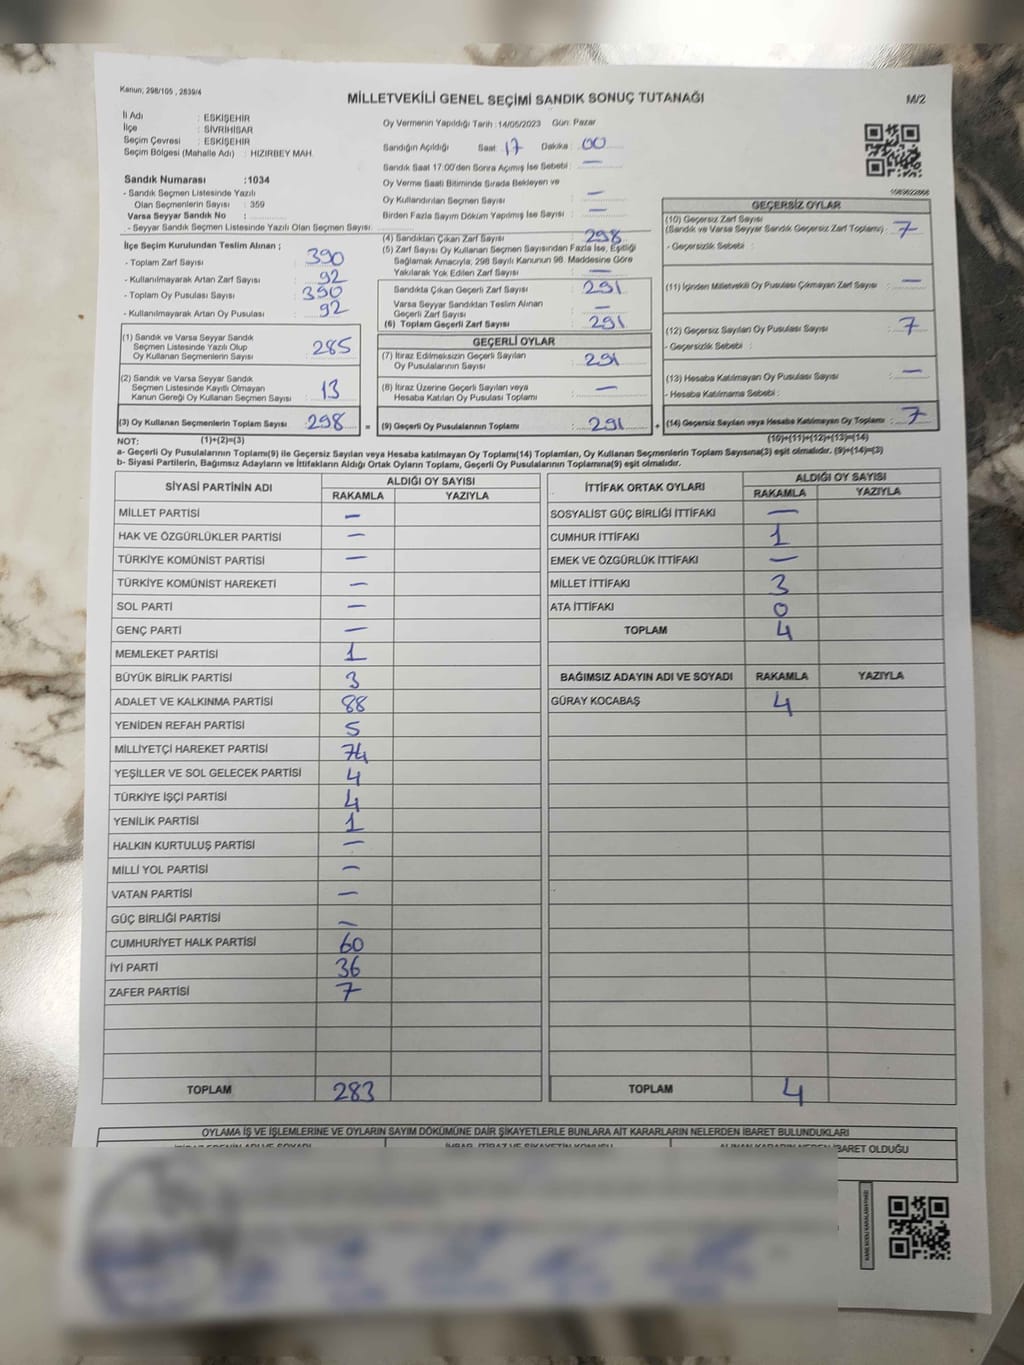 Kanun; 298/105 , 2839/4
MİLLETVEKİLİ GENEL SEÇİMİ SANDIK SONUÇ TUTANAĞI
M/2
İl Adı : ESKİŞEHİR
İlçe : SİVRİHİSAR
Seçim Çevresi : ESKİŞEHİR
Seçim Bölgesi (Mahalle Adı) : HIZIRBEY MAH.
Sandık Numarası :1034
- Sandık Seçmen Listesinde Yazılı
Olan Seçmenlerin Sayısı : 359
Varsa Seyyar Sandık No :
- Seyyar Sandık Seçmen Listesinde Yazılı Olan Seçmen Sayısı
İlçe Seçim Kurulundan Teslim Alınan ;
- Toplam Zarf Sayısı : 390
- Kullanılmayarak Artan Zarf Sayısı : 92
- Toplam Oy Pusulası Sayısı : 390
- Kullanılmayarak Artan Oy Pusulası : 92
(1) Sandık ve Varsa Seyyar Sandık
Seçmen Listesinde Yazılı Olup
Oy Kullanan Seçmenlerin Sayısı : 285
(2) Sandık ve Varsa Seyyar Sandık
Seçmen Listesinde Kayıtlı Olmayan
Kanun Gereği Oy Kullanan Seçmen Sayısı : 13
(3) Oy Kullanan Seçmenlerin Toplam Sayısı : 298 =
Oy Vermenin Yapıldığı Tarih :14/05/2023 Gün: Pazar
Sandığın Açıldığı Saat 17 Dakika : 00
Sandık Saat 17:00'den Sonra Açımış İse Sebebi : —
Oy Verme Saati Bitiminde Sırada Bekleyen ve
Oy Kullandırılan Seçmen Sayısı : —
Birden Fazla Sayım Döküm Yapılmış İse Sayısı : —
(4) Sandıktan Çıkan Zarf Sayısı : 298
(5) Zarf Sayısı Oy Kullanan Seçmen Sayısından Fazla İse, Eşitliği
Sağlamak Amacıyla, 298 Sayılı Kanunun 98. Maddesine Göre
Yakılarak Yok Edilen Zarf Sayısı : —
Sandıkta Çıkan Geçerli Zarf Sayısı : 291
Varsa Seyyar Sandıktan Teslim Alınan
Geçerli Zarf Sayısı : —
(6) Toplam Geçerli Zarf Sayısı : 291
GEÇERLİ OYLAR
(7) İtiraz Edilmeksizin Geçerli Sayılan
Oy Pusulalarının Sayısı : 291
(8) İtiraz Üzerine Geçerli Sayılan veya
Hesaba Katılan Oy Pusulası Toplamı : —
(9) Geçerli Oy Pusulalarının Toplamı : 291 +
GEÇERSİZ OYLAR
(10) Geçersiz Zarf Sayısı
(Sandık ve Varsa Seyyar Sandık Geçersiz Zarf Toplamı) : 7
- Geçersizlik Sebebi :
(11) İçinden Milletvekili Oy Pusulası Çıkmayan Zarf Sayısı : —
(12) Geçersiz Sayılan Oy Pusulası Sayısı : 7
- Geçersizlik Sebebi :
(13) Hesaba Katılmayan Oy Pusulası Sayısı : —
- Hesaba Katılmama Sebebi :
(14) Geçersiz Sayılan veya Hesaba Katılmayan Oy Toplamı : 7
NOT: (1)+(2)=(3) (10)+(11)+(12)+(13)=(14)
a- Geçerli Oy Pusulalarının Toplamı(9) ile Geçersiz Sayılan veya Hesaba katılmayan Oy Toplamı(14) Toplamları, Oy Kullanan Seçmenlerin Toplam Sayısına(3) eşit olmalıdır. (9)+(14)=(3)
b- Siyasi Partilerin, Bağımsız Adayların ve İttifakların Aldığı Ortak Oyların Toplamı, Geçerli Oy Pusulalarının Toplamına(9) eşit olmalıdır.
SİYASİ PARTİNİN ADI ALDIĞI OY SAYISI
RAKAMLA YAZIYLA
MİLLET PARTİSİ —
HAK VE ÖZGÜRLÜKLER PARTİSİ —
TÜRKİYE KOMÜNİST PARTİSİ —
TÜRKİYE KOMÜNİST HAREKETİ —
SOL PARTİ —
GENÇ PARTİ —
MEMLEKET PARTİSİ 1
BÜYÜK BİRLİK PARTİSİ 3
ADALET VE KALKINMA PARTİSİ 88
YENİDEN REFAH PARTİSİ 5
MİLLİYETÇİ HAREKET PARTİSİ 74
YEŞİLLER VE SOL GELECEK PARTİSİ 4
TÜRKİYE İŞÇİ PARTİSİ 4
YENİLİK PARTİSİ 1
HALKIN KURTULUŞ PARTİSİ —
MİLLİ YOL PARTİSİ —
VATAN PARTİSİ —
GÜÇ BİRLİĞİ PARTİSİ —
CUMHURİYET HALK PARTİSİ 60
İYİ PARTİ 36
ZAFER PARTİSİ 7
TOPLAM 283
İTTİFAK ORTAK OYLARI ALDIĞI OY SAYISI
RAKAMLA YAZIYLA
SOSYALİST GÜÇ BİRLİĞİ İTTİFAKI —
CUMHUR İTTİFAKI 1
EMEK VE ÖZGÜRLÜK İTTİFAKI —
MİLLET İTTİFAKI 3
ATA İTTİFAKI 0
TOPLAM 4
BAĞIMSIZ ADAYIN ADI VE SOYADI RAKAMLA YAZIYLA
GÜRAY KOCABAŞ 4
TOPLAM 4
OYLAMA İŞ VE İŞLEMLERİNE VE OYLARIN SAYIM DÖKÜMÜNE DAİR ŞİKAYETLERLE BUNLARA AİT KARARLARIN NELERDEN İBARET BULUNDUKLARI
İBARET OLDUĞU